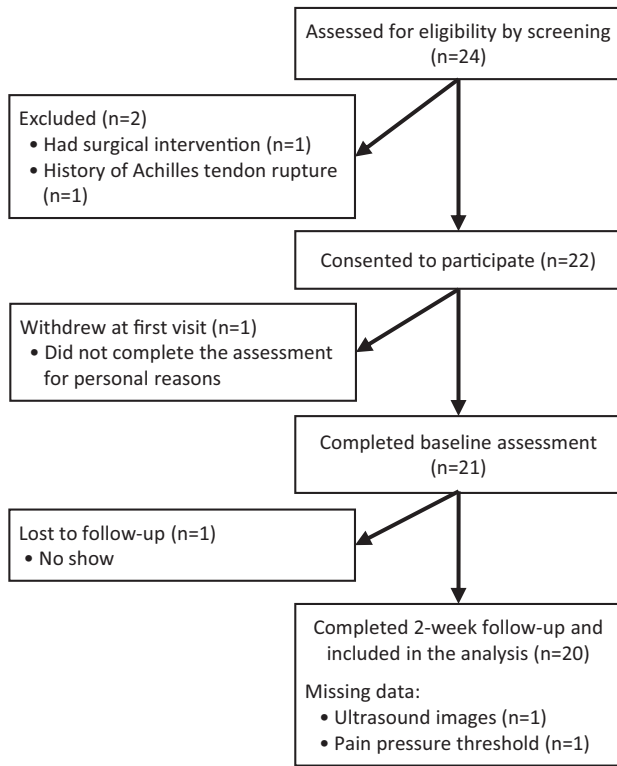 Assessed for eligibility by screening
(n=24)
Excluded (n=2)
• Had surgical intervention (n=1)
• History of Achilles tendon rupture
(n=1)
Consented to participate (n=22)
Withdrew at first visit (n=1)
• Did not complete the assessment
for personal reasons
Completed baseline assessment
(n=21)
Lost to follow-up (n=1)
• No show
Completed 2-week follow-up and
included in the analysis (n=20)
Missing data:
• Ultrasound images (n=1)
• Pain pressure threshold (n=1)